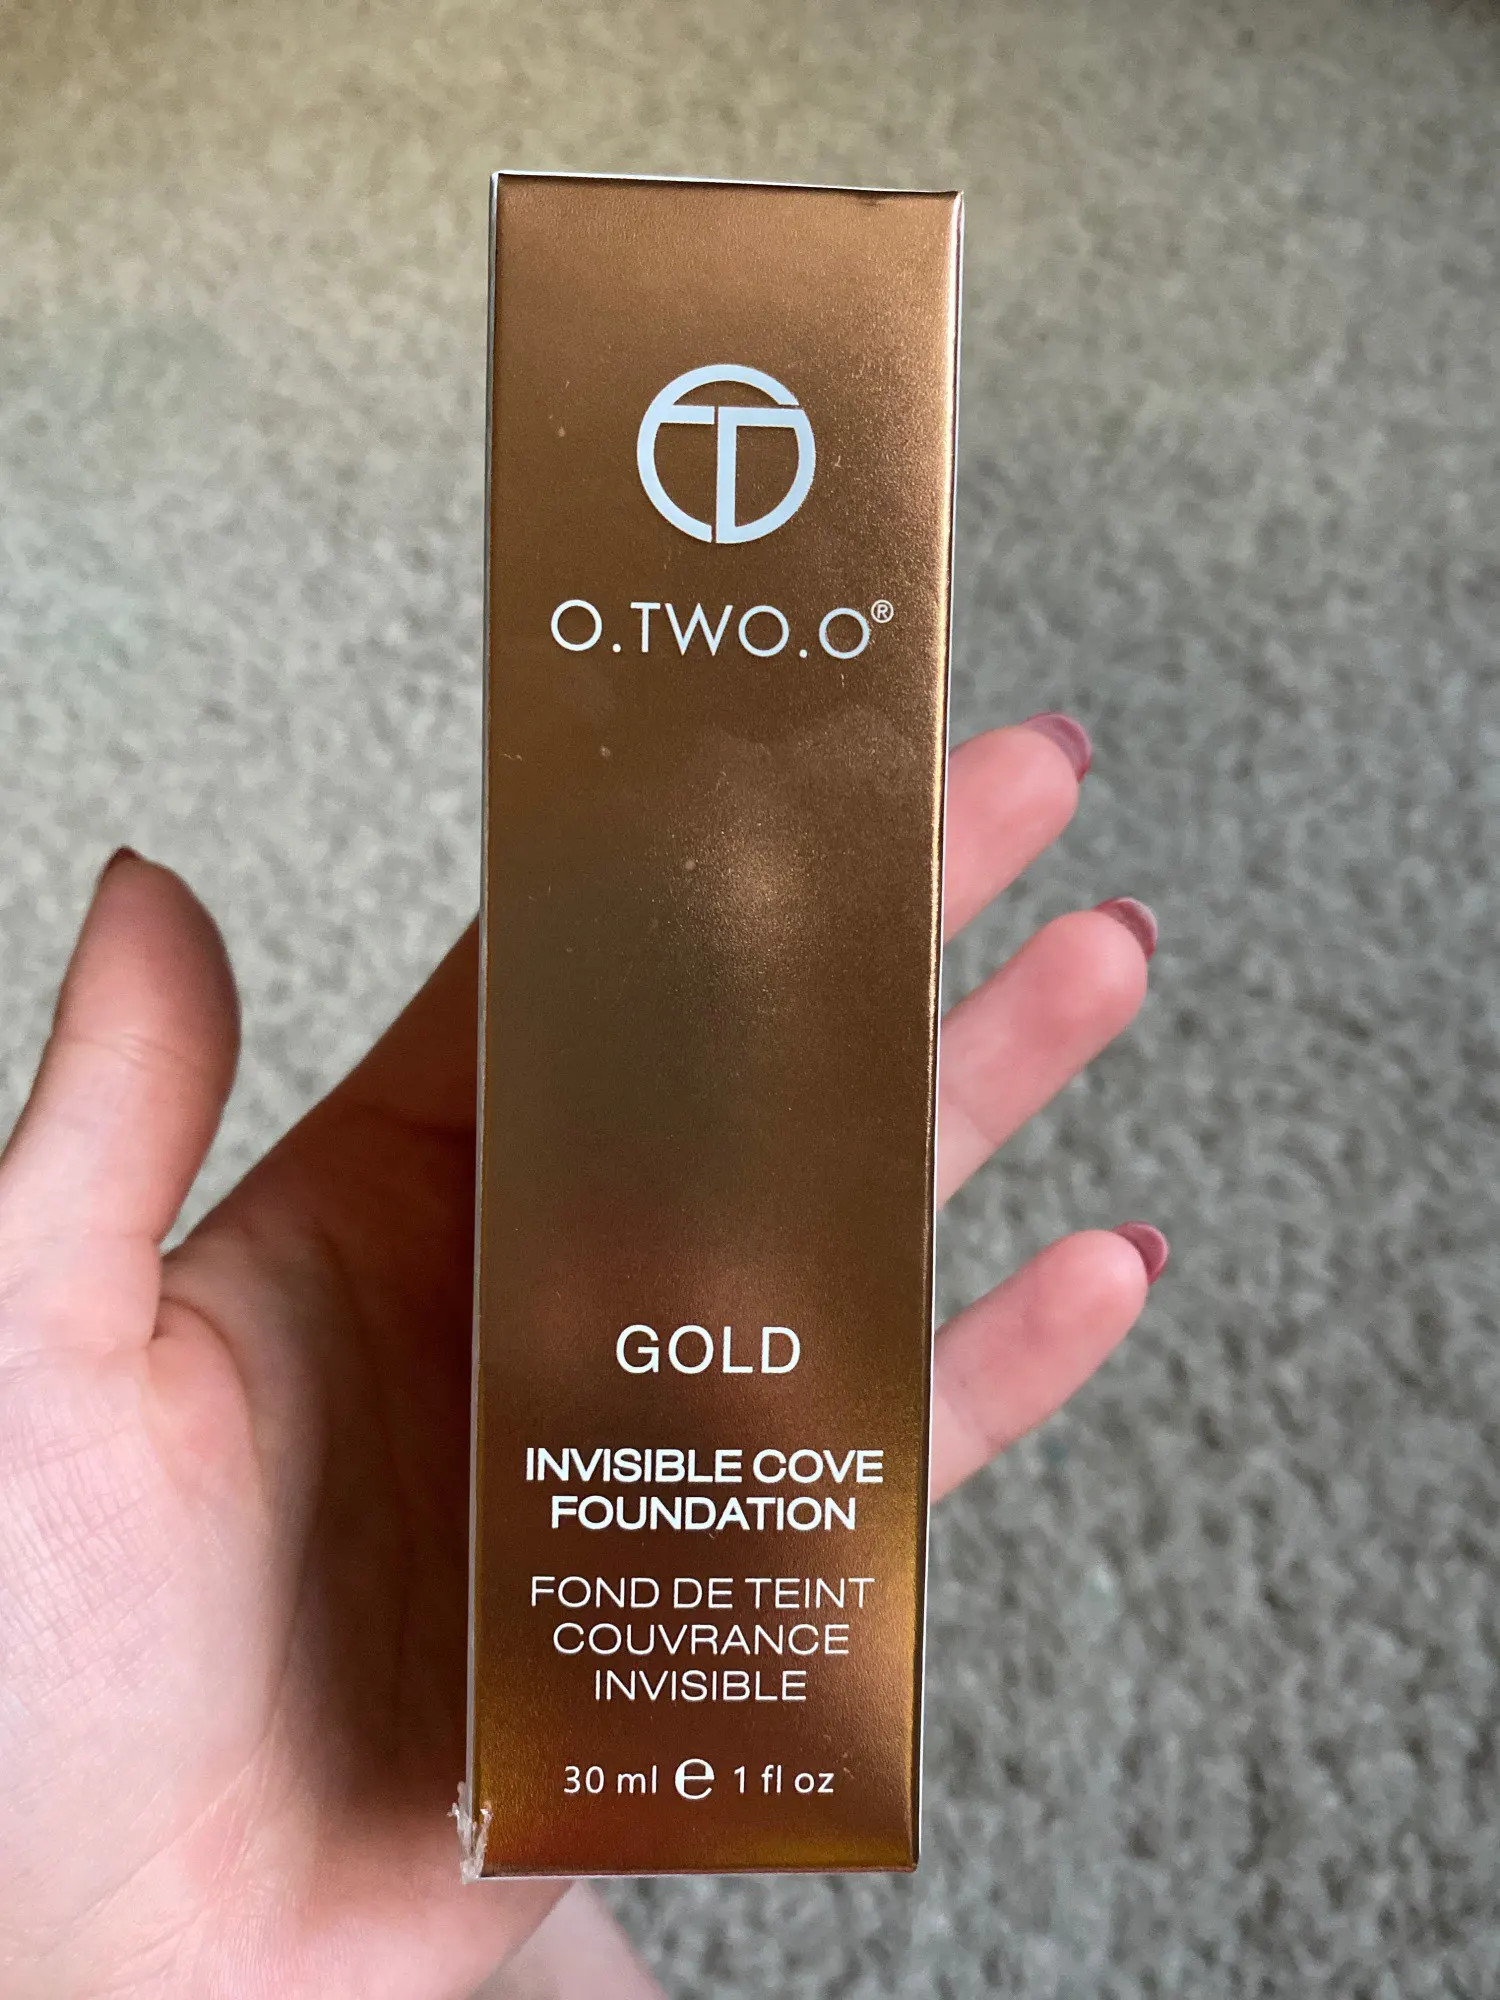 O.TWO.O®
GOLD
INVISIBLE COVE
FOUNDATION
FOND DE TEINT
COUVRANCE
INVISIBLE
30 ml e 1 fl oz